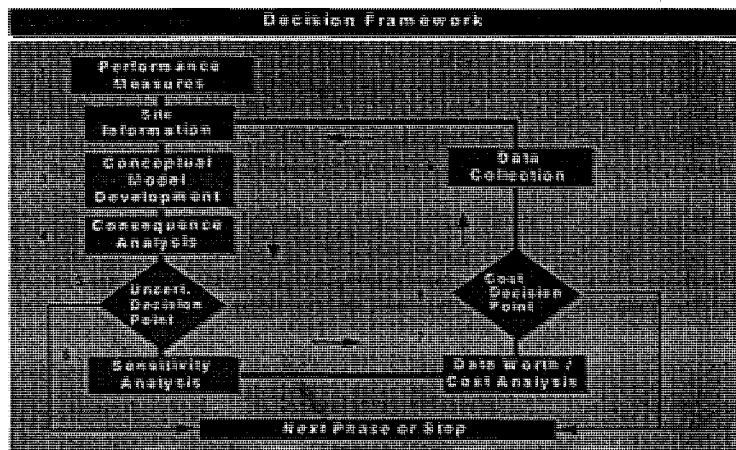 Decision Framework
Performance
Measures
Site
Information
Conceptual
Model
Development
Consequence
Analysis
Uncert.
Decision
Point
Sensitivity
Analysis
Data
Collection
Cost
Decision
Point
Data Worth /
Cost Analysis
Next Phase or Stop